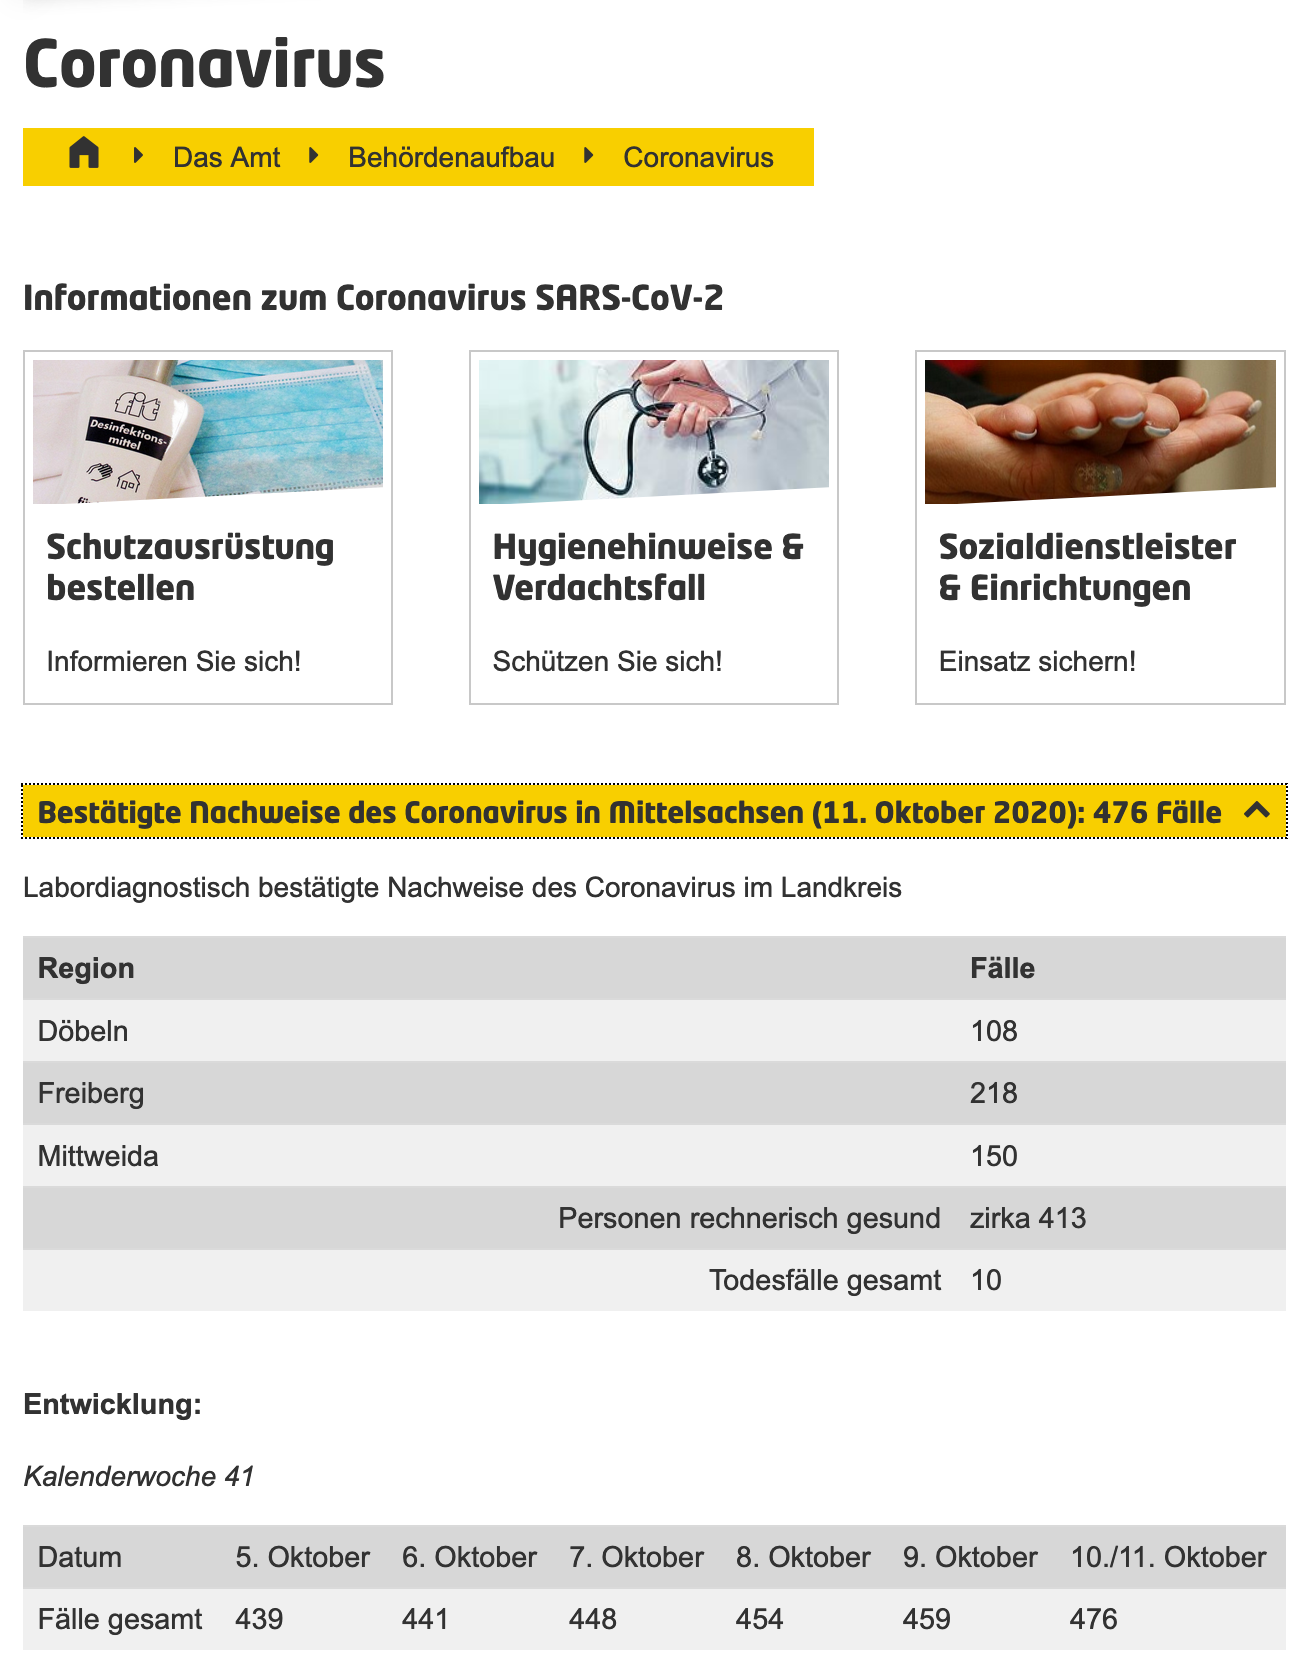 Coronavirus
Das Amt Behördenaufbau Coronavirus
Informationen zum Coronavirus SARS-CoV-2
fit
Desinfektions-
mittel
Schutzausrüstung
bestellen
Informieren Sie sich!
Hygienehinweise &
Verdachtsfall
Schützen Sie sich!
Sozialdienstleister
& Einrichtungen
Einsatz sichern!
Bestätigte Nachweise des Coronavirus in Mittelsachsen (11. Oktober 2020): 476 Fälle
Labordiagnostisch bestätigte Nachweise des Coronavirus im Landkreis
Region Fälle
Döbeln 108
Freiberg 218
Mittweida 150
Personen rechnerisch gesund zirka 413
Todesfälle gesamt 10
Entwicklung:
Kalenderwoche 41
Datum 5. Oktober 6. Oktober 7. Oktober 8. Oktober 9. Oktober 10./11. Oktober
Fälle gesamt 439 441 448 454 459 476